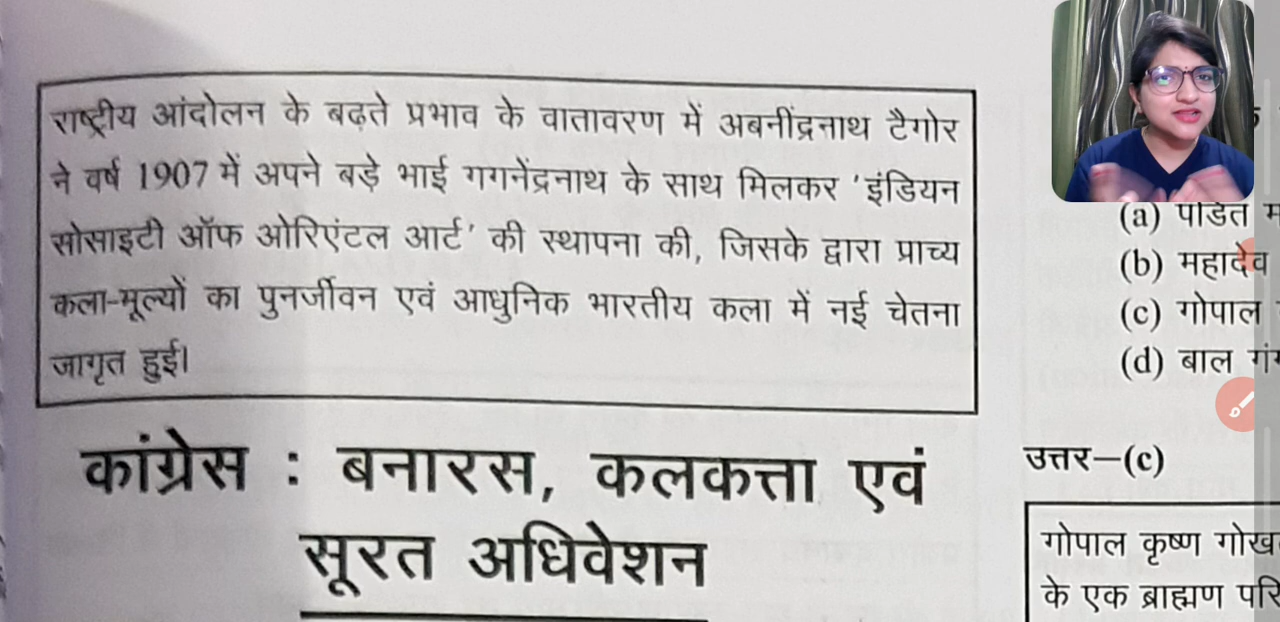 राष्ट्रीय आंदोलन के बढ़ते प्रभाव के वातावरण में अबनींद्रनाथ टैगोर
ने वर्ष 1907 में अपने बड़े भाई गगनेंद्रनाथ के साथ मिलकर 'इंडियन
सोसाइटी ऑफ ओरिएंटल आर्ट' की स्थापना की, जिसके द्वारा प्राच्य
कला-मूल्यों का पुनर्जीवन एवं आधुनिक भारतीय कला में नई चेतना
जागृत हुई।
कांग्रेस : बनारस, कलकत्ता एवं
सूरत अधिवेशन
(a) पंडित
(b) महादेव
(c) गोपाल
(d) बाल
उत्तर–(c)
गोपाल कृष्ण
के एक ब्राह्मण